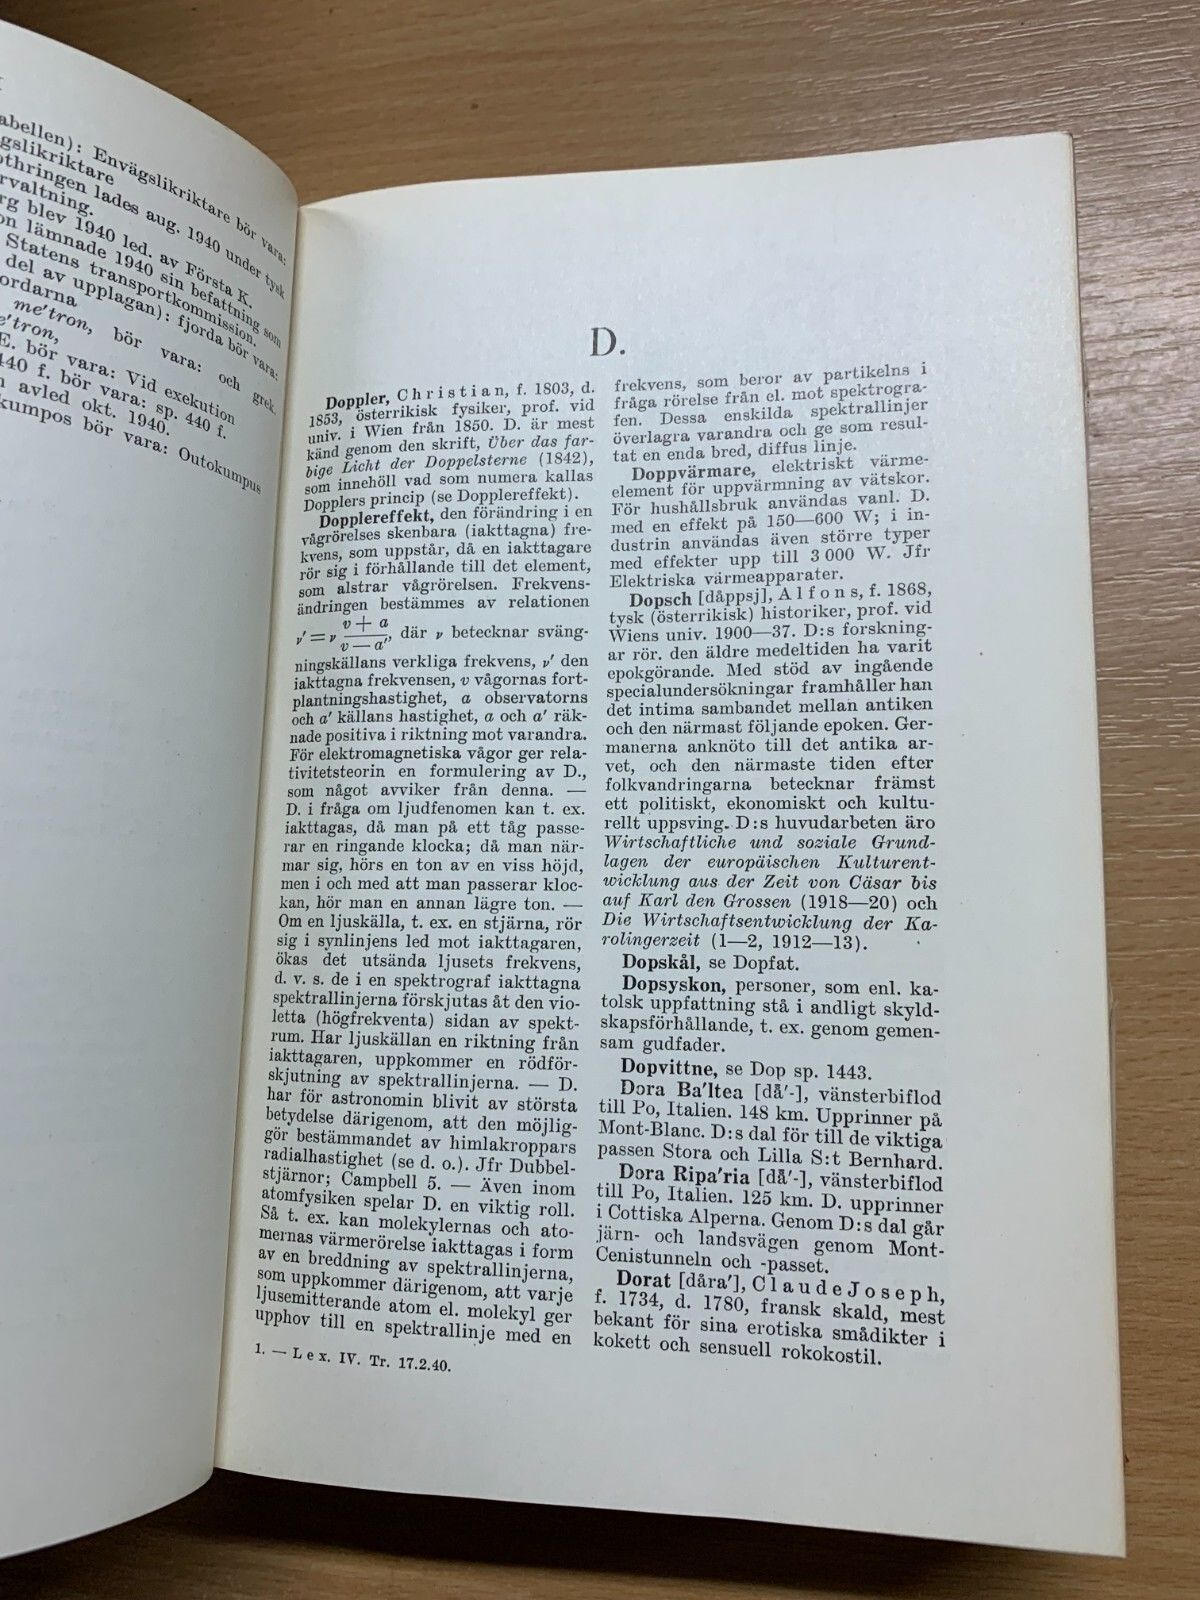 abellen): Envägslikriktare bör vara:
gslikriktare
othringen lades aug. 1940 under tysk
rvaltning.
rg blev 1940 led. av Första K.
on lämnade 1940 sin befattning som
Statens transportkommission.
del av upplagan): fjorda bör vara:
ordarna
me'tron, bör vara: och grek.
e'tron,
E. bör vara: Vid exekution
440 f. bör vara: sp. 440 f.
n avled okt. 1940.
kumpos bör vara: Outokumpus
D.
Doppler, Christian, f. 1803, d.
1853, österrikisk fysiker, prof. vid
univ. i Wien från 1850. D. är mest
känd genom den skrift, Über das far-
bige Licht der Doppelsterne (1842),
som innehöll vad som numera kallas
Dopplers princip (se Dopplereffekt).
Dopplereffekt, den förändring i en
vågrörelses skenbara (iakttagna) fre-
kvens, som uppstår, då en iakttagare
rör sig i förhållande till det element,
som alstrar vågrörelsen. Frekvens-
ändringen bestämmes av relationen
ν' = ν (v + a)/(v — a'), där ν betecknar sväng-
ningskällans verkliga frekvens, ν' den
iakttagna frekvensen, v vågornas fort-
plantningshastighet, a observatorns
och a' källans hastighet, a och a' räk-
nade positiva i riktning mot varandra.
För elektromagnetiska vågor ger rela-
tivitetsteorin en formulering av D.,
som något avviker från denna. —
D. i fråga om ljudfenomen kan t. ex.
iakttagas, då man på ett tåg passe-
rar en ringande klocka; då man när-
mar sig, hörs en ton av en viss höjd,
men i och med att man passerar kloc-
kan, hör man en annan lägre ton. —
Om en ljuskälla, t. ex. en stjärna, rör
sig i synlinjens led mot iakttagaren,
ökas det utsända ljusets frekvens,
d. v. s. de i en spektrograf iakttagna
spektrallinjerna förskjutas åt den vio-
letta (högfrekventa) sidan av spekt-
rum. Har ljuskällan en riktning från
iakttagaren, uppkommer en rödför-
skjutning av spektrallinjerna. — D.
har för astronomin blivit av största
betydelse därigenom, att den möjlig-
gör bestämmandet av himlakroppars
radialhastighet (se d. o.). Jfr Dubbel-
stjärnor; Campbell 5. — Även inom
atomfysiken spelar D. en viktig roll.
Så t. ex. kan molekylernas och ato-
mernas värmerörelse iakttagas i form
av en breddning av spektrallinjerna,
som uppkommer därigenom, att varje
ljusemitterande atom el. molekyl ger
upphov till en spektrallinje med en
1. — Lex. IV. Tr. 17.2.40.
frekvens, som beror av partikelns i
fråga rörelse från el. mot spektrogra-
fen. Dessa enskilda spektrallinjer
överlagra varandra och ge som resul-
tat en enda bred, diffus linje.
Doppvärmare, elektriskt värme-
element för uppvärmning av vätskor.
För hushållsbruk användas vanl. D.
med en effekt på 150—600 W; i in-
dustrin användas även större typer
med effekter upp till 3 000 W. Jfr
Elektriska värmeapparater.
Dopsch [dåppsj], Alfons, f. 1868,
tysk (österrikisk) historiker, prof. vid
Wiens univ. 1900—37. D:s forskning-
ar rör. den äldre medeltiden ha varit
epokgörande. Med stöd av ingående
specialundersökningar framhåller han
det intima sambandet mellan antiken
och den närmast följande epoken. Ger-
manerna anknöto till det antika ar-
vet, och den närmaste tiden efter
folkvandringarna betecknar främst
ett politiskt, ekonomiskt och kultu-
rellt uppsving. D:s huvudarbeten äro
Wirtschaftliche und soziale Grund-
lagen der europäischen Kulturent-
wicklung aus der Zeit von Cäsar bis
auf Karl den Grossen (1918—20) och
Die Wirtschaftsentwicklung der Ka-
rolingerzeit (1—2, 1912—13).
Dopskål, se Dopfat.
Dopsyskon, personer, som enl. ka-
tolsk uppfattning stå i andligt skyld-
skapsförhållande, t. ex. genom gemen-
sam gudfader.
Dopvittne, se Dop sp. 1443.
Dora Ba'ltea [då'-], vänsterbiflod
till Po, Italien. 148 km. Upprinner på
Mont-Blanc. D:s dal för till de viktiga
passen Stora och Lilla S:t Bernhard.
Dora Ripa'ria [då'-], vänsterbiflod
till Po, Italien. 125 km. D. upprinner
i Cottiska Alperna. Genom D:s dal går
järn- och landsvägen genom Mont-
Cenistunneln och -passet.
Dorat [dåra'], Claude Joseph,
f. 1734, d. 1780, fransk skald, mest
bekant för sina erotiska smådikter i
kokett och sensuell rokokostil.